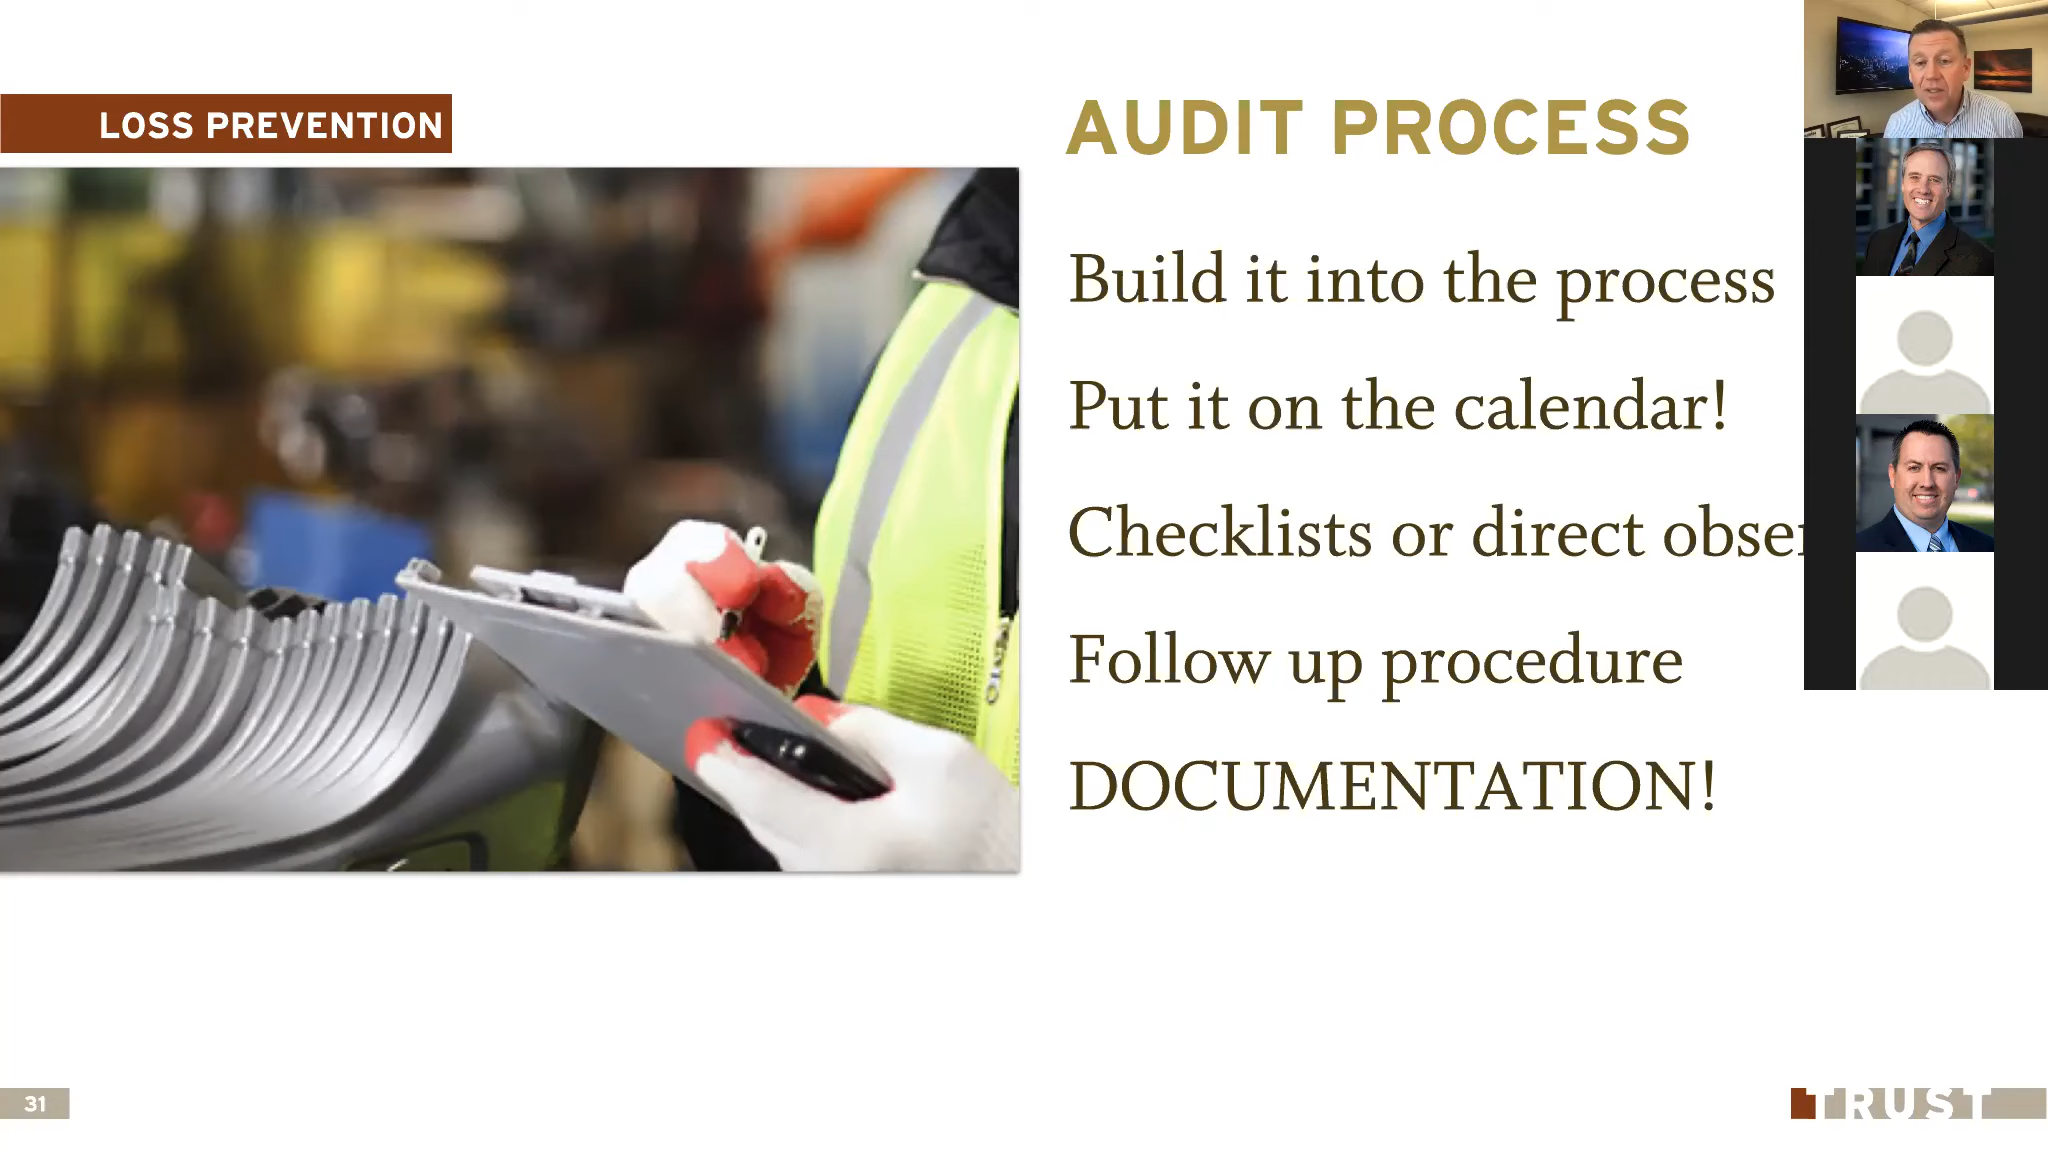 LOSS PREVENTION
AUDIT PROCESS
Build it into the process
Put it on the calendar!
Checklists or direct
Follow up procedure
DOCUMENTATION!
31
TRUST